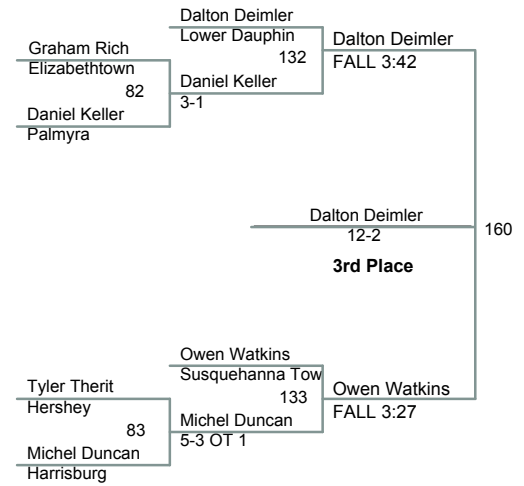 Dalton Deimler
Lower Dauphin
132
Dalton Deimler
FALL 3:42
Graham Rich
Elizabethtown
82
Daniel Keller
3-1
Daniel Keller
Palmyra
Dalton Deimler
12-2
160
3rd Place
Owen Watkins
Susquehanna Tow
133
Owen Watkins
FALL 3:27
Tyler Therit
Hershey
83
Michel Duncan
5-3 OT 1
Michel Duncan
Harrisburg